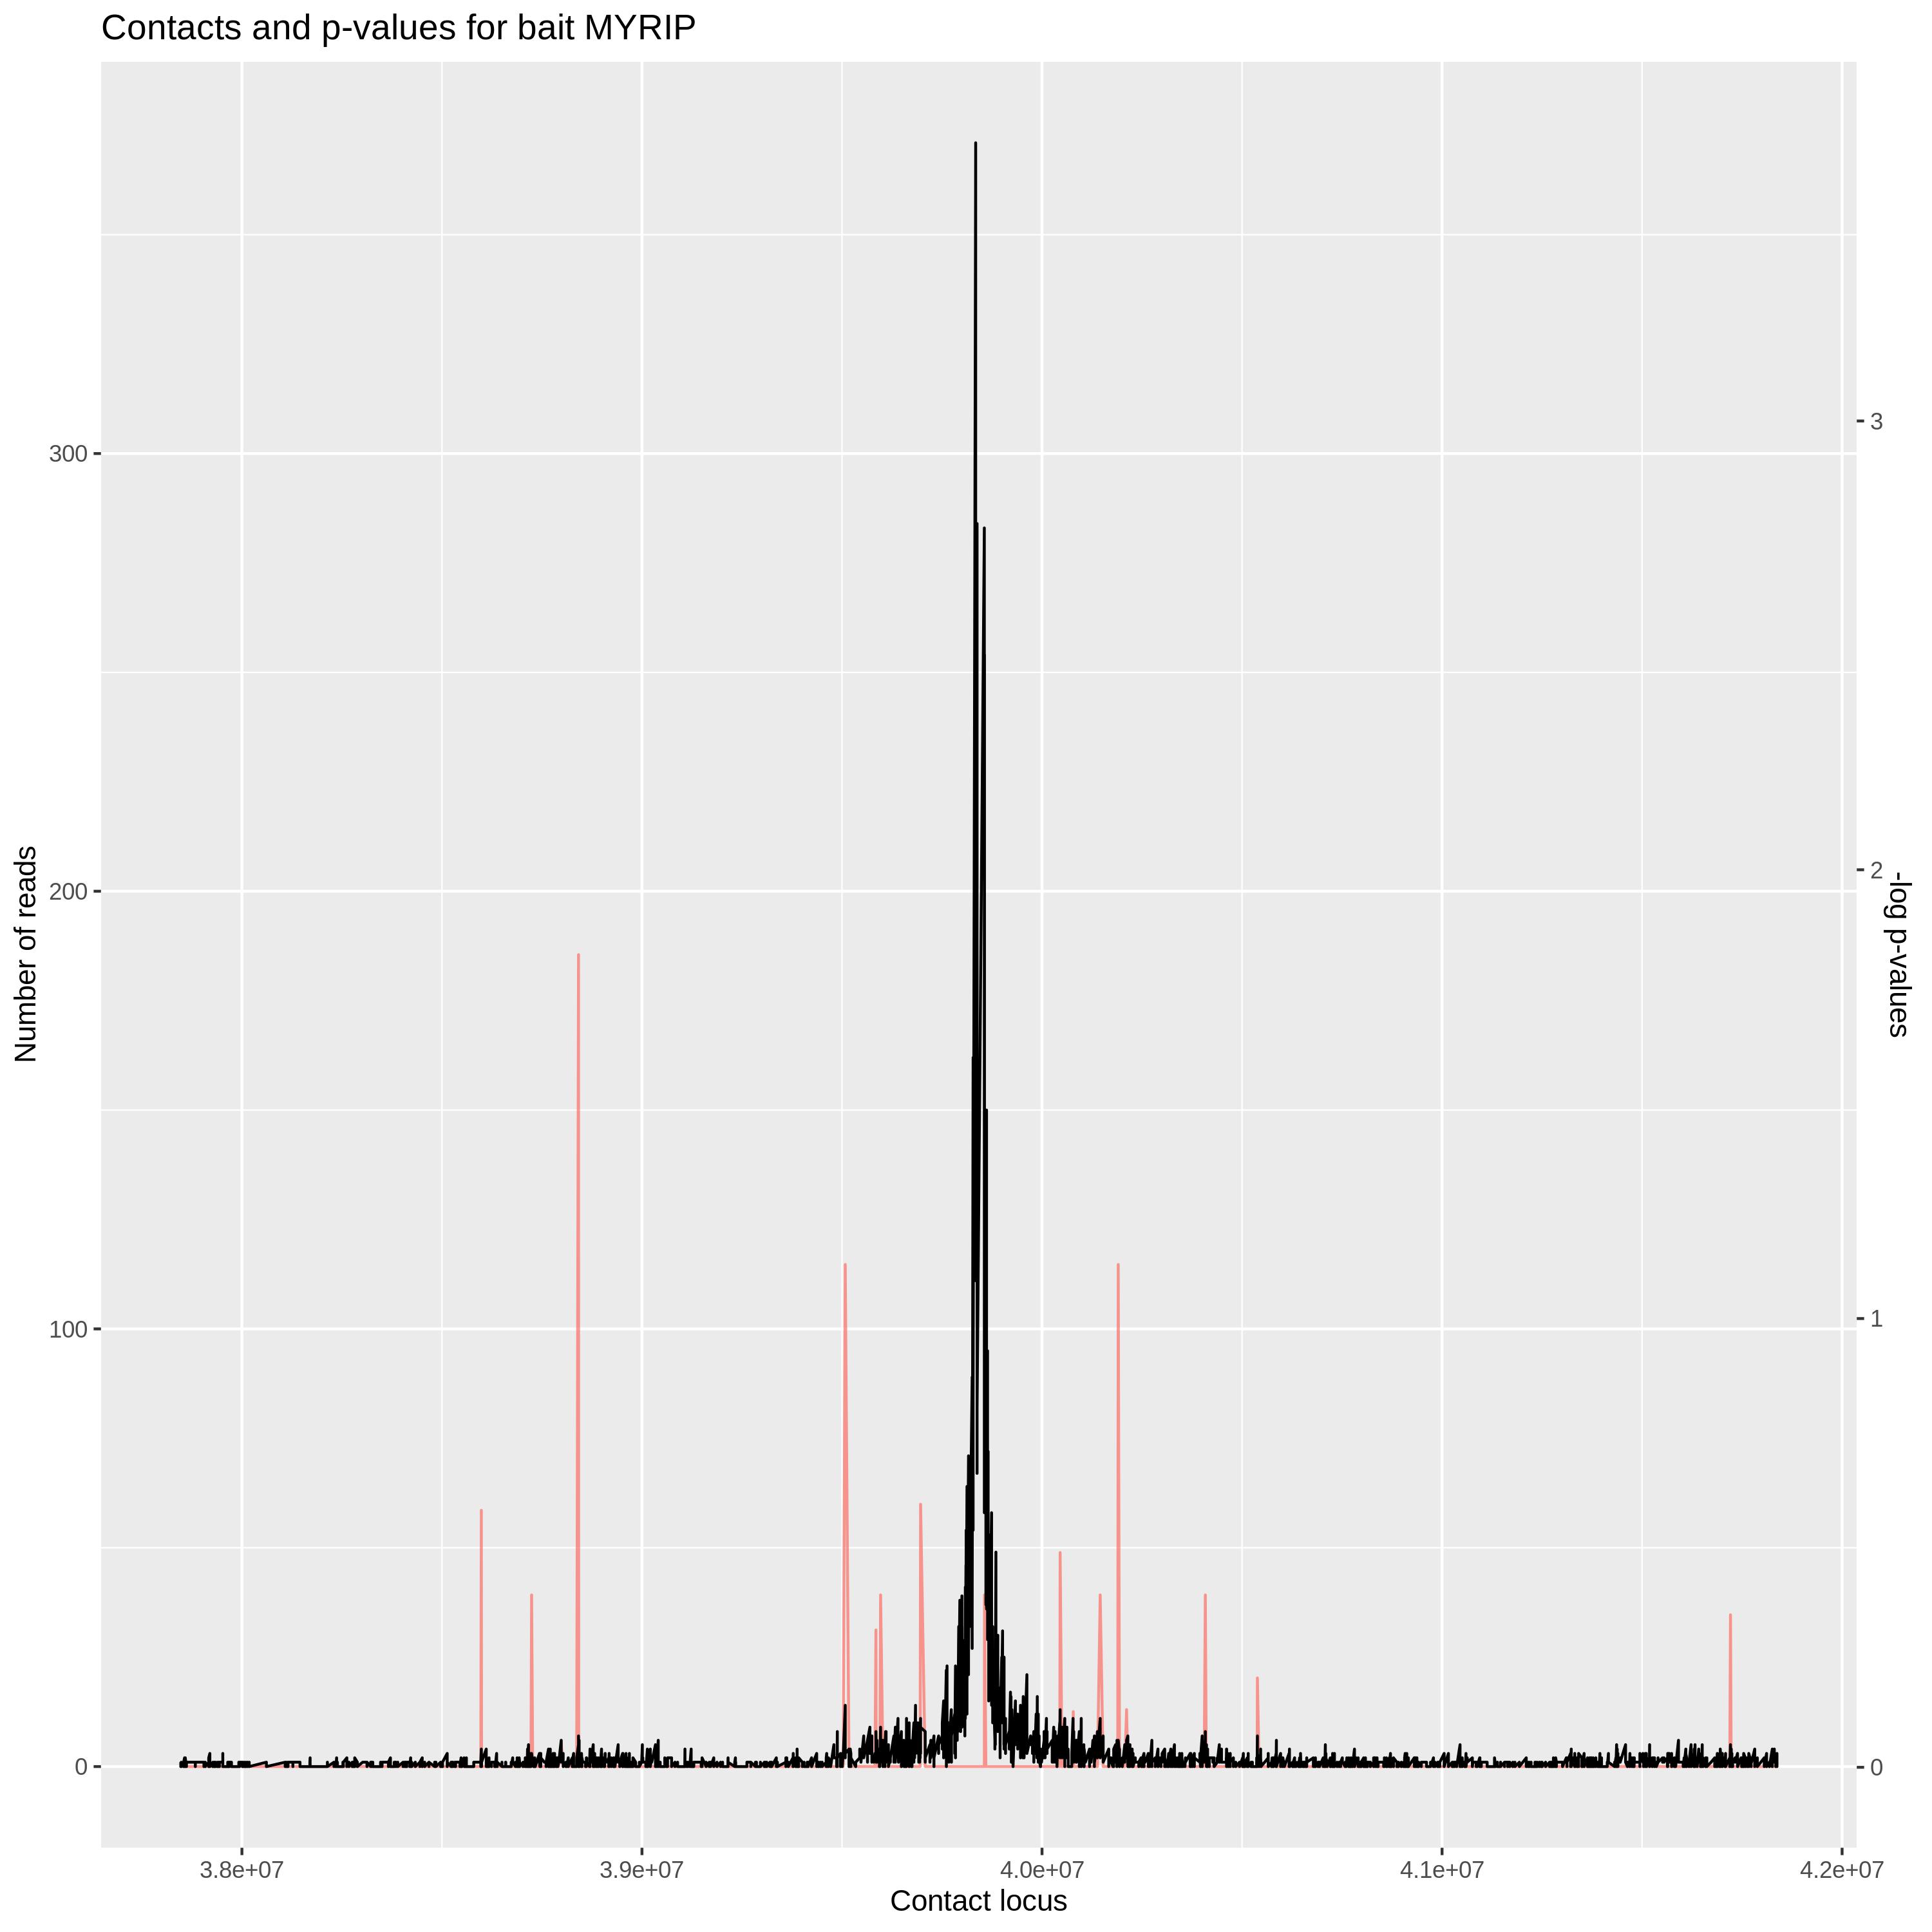 Contacts and p-values for bait MYRIP
Number of reads
300
200
100
0
3
2
1
0
-log p-values
3.8e+07
3.9e+07
4.0e+07
4.1e+07
4.2e+07
Contact locus